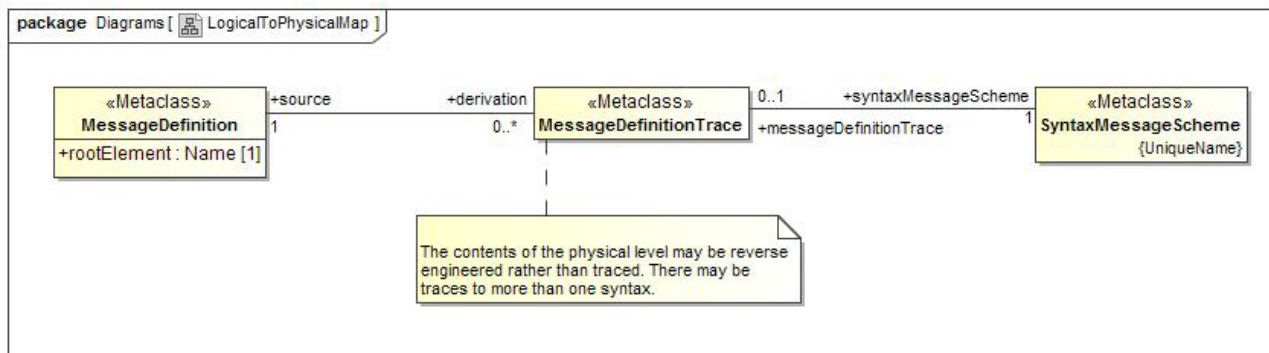 package Diagrams [ LogicalToPhysicalMap ]
«Metaclass»
MessageDefinition
+rootElement : Name [1]
+source
1
+derivation
0..*
«Metaclass»
MessageDefinitionTrace
0..1
+messageDefinitionTrace
+syntaxMessageScheme
1
«Metaclass»
SyntaxMessageScheme
{UniqueName}
The contents of the physical level may be reverse
engineered rather than traced. There may be
traces to more than one syntax.